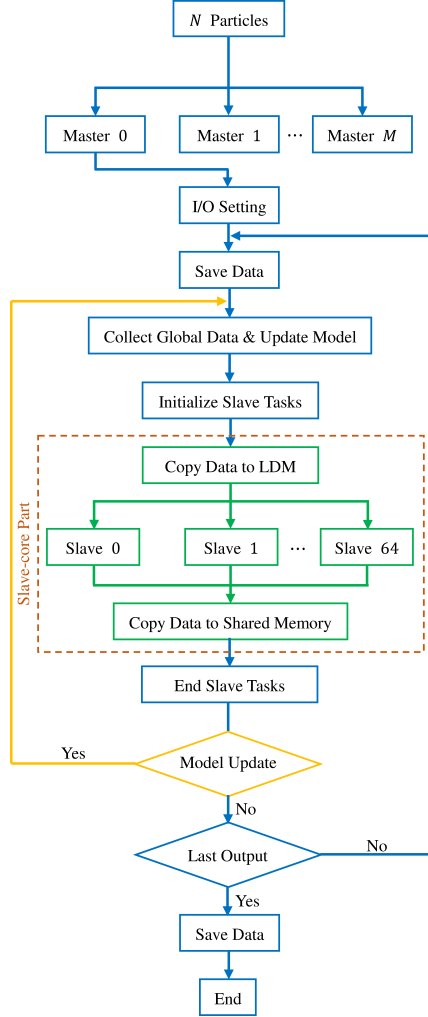 N Particles
Master 0
Master 1
...
Master M
I/O Setting
Save Data
Collect Global Data & Update Model
Initialize Slave Tasks
Slave-core Part
Copy Data to LDM
Slave 0
Slave 1
...
Slave 64
Copy Data to Shared Memory
End Slave Tasks
Yes
Model Update
No
Last Output
No
Yes
Save Data
End